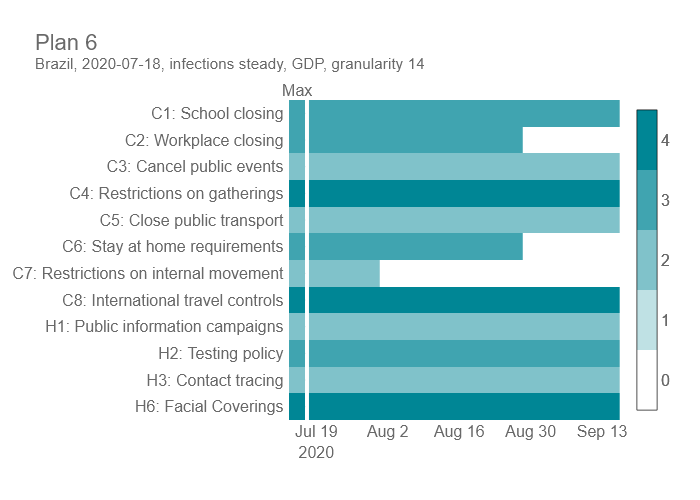 Plan 6
Brazil, 2020-07-18, infections steady, GDP, granularity 14
Max
C1: School closing
C2: Workplace closing
C3: Cancel public events
C4: Restrictions on gatherings
C5: Close public transport
C6: Stay at home requirements
C7: Restrictions on internal movement
C8: International travel controls
H1: Public information campaigns
H2: Testing policy
H3: Contact tracing
H6: Facial Coverings
Jul 19 Aug 2 Aug 16 Aug 30 Sep 13
2020
4
3
2
1
0